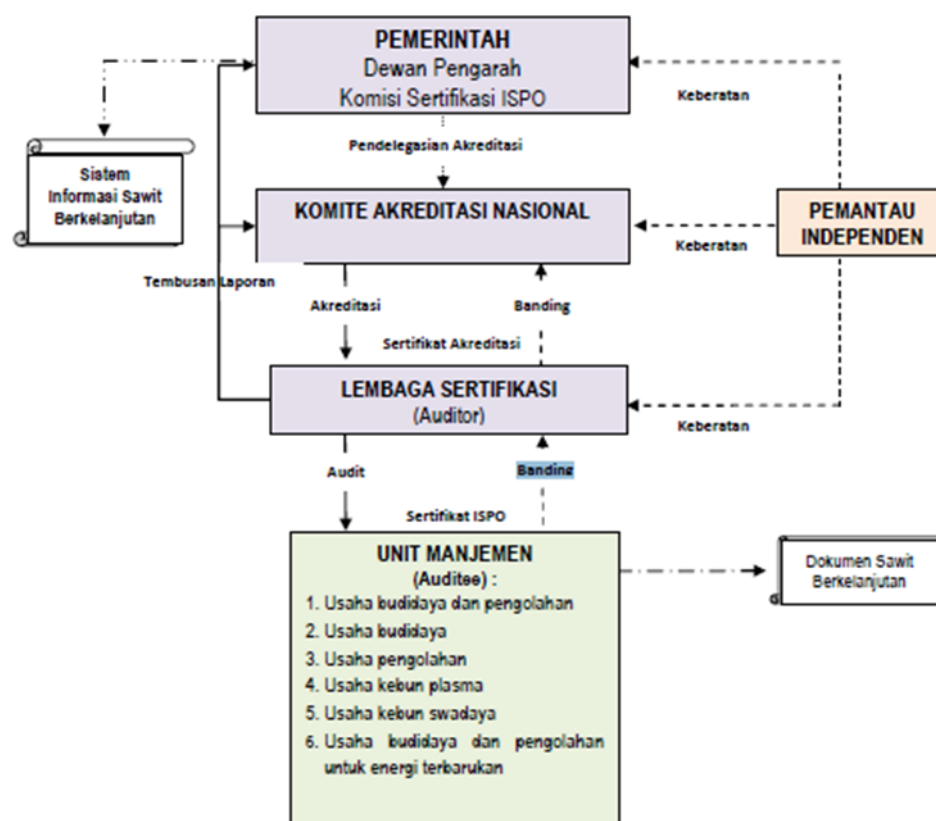 PEMERINTAH
Dewan Pengarah
Komisi Sertifikasi ISPO
Keberatan
Pendelegasian Akreditasi
Sistem
Informasi Sawit
Berkelanjutan
KOMITE AKREDITASI NASIONAL
PEMANTAU
INDEPENDEN
Keberatan
Tembusan Laporan
Akreditasi
Banding
Sertifikat Akreditasi
LEMBAGA SERTIFIKASI
(Auditor)
Keberatan
Audit
Banding
Sertifikat ISPO
UNIT MANJEMEN
(Auditee) :
1. Usaha budidaya dan pengolahan
2. Usaha budidaya
3. Usaha pengolahan
4. Usaha kebun plasma
5. Usaha kebun swadaya
6. Usaha budidaya dan pengolahan
untuk energi terbarukan
Dokumen Sawit
Berkelanjutan